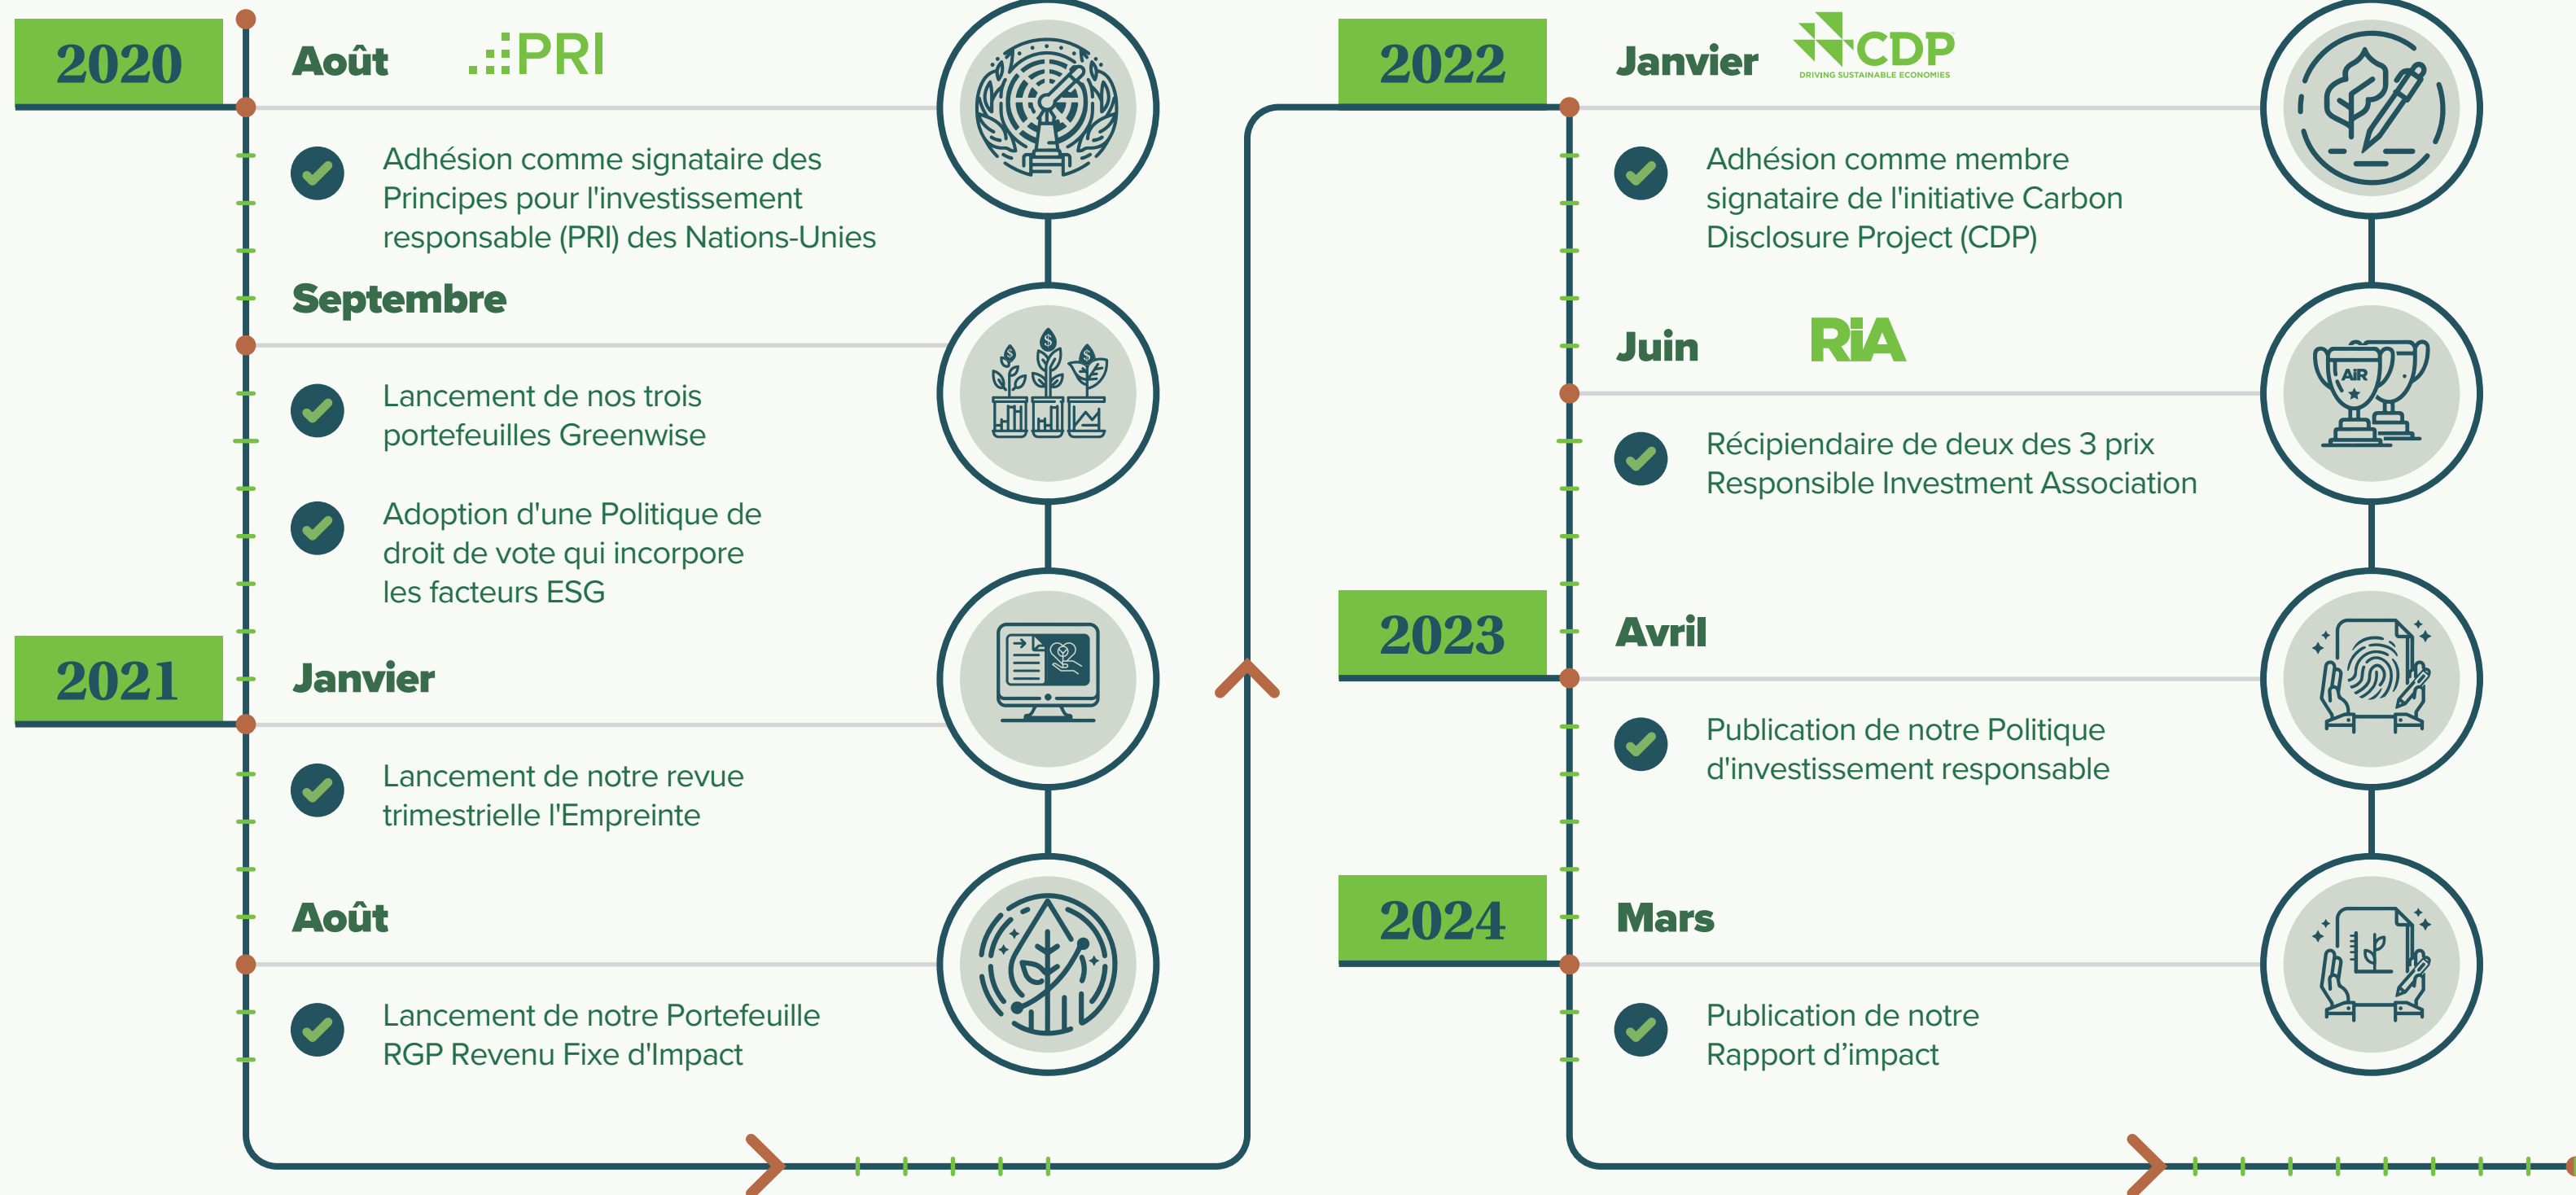 2020
Août
PRI
Adhésion comme signataire des
Principes pour l'investissement
responsable (PRI) des Nations-Unies
Septembre
Lancement de nos trois
portefeuilles Greenwise
Adoption d'une Politique de
droit de vote qui incorpore
les facteurs ESG
2021
Janvier
Lancement de notre revue
trimestrielle l'Empreinte
Août
Lancement de notre Portefeuille
RGP Revenu Fixe d'Impact
2022
Janvier
CDP
DRIVING SUSTAINABLE ECONOMIES
Adhésion comme membre
signataire de l'initiative Carbon
Disclosure Project (CDP)
Juin
RiA
AiR
Récipiendaire de deux des 3 prix
Responsible Investment Association
2023
Avril
Publication de notre Politique
d'investissement responsable
2024
Mars
Publication de notre
Rapport d’impact